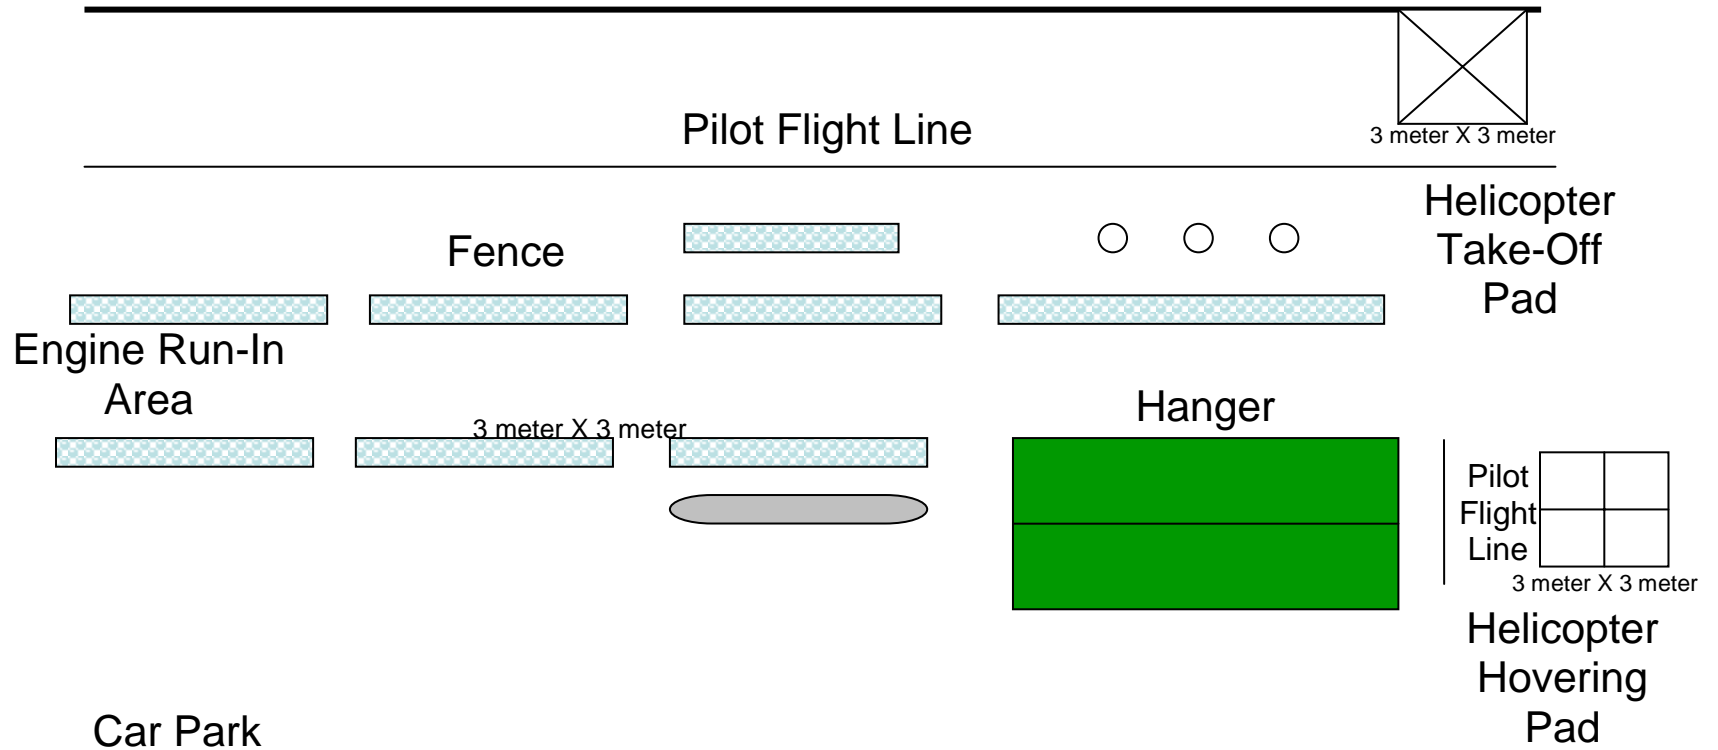 Pilot Flight Line
3 meter X 3 meter
Helicopter
Take-Off
Pad
Fence
Engine Run-In
Area
3 meter X 3 meter
Hanger
Pilot
Flight
Line
3 meter X 3 meter
Helicopter
Hovering
Pad
Car Park